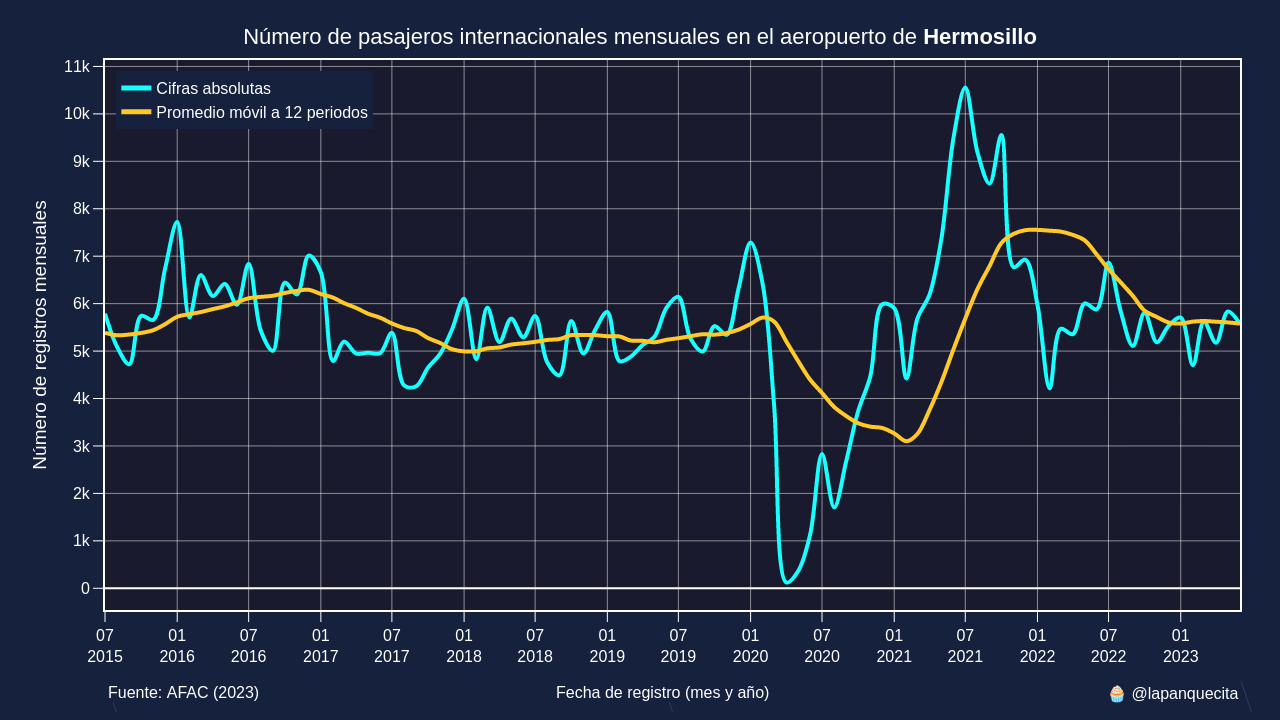 Número de pasajeros internacionales mensuales en el aeropuerto de Hermosillo
Cifras absolutas
Promedio móvil a 12 periodos
Número de registros mensuales
11k
10k
9k
8k
7k
6k
5k
4k
3k
2k
1k
0
07 01 07 01 07 01 07 01 07 01 07 01 07 01 07 01
2015 2016 2016 2017 2017 2018 2018 2019 2019 2020 2020 2021 2021 2022 2022 2023
Fuente: AFAC (2023) Fecha de registro (mes y año) 🧁 @lapanquecita